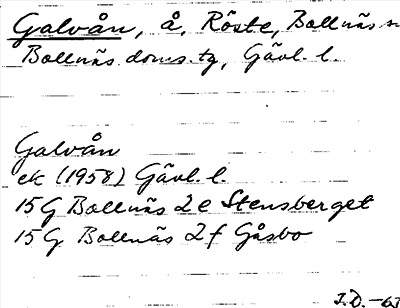 Galvån, å, Röste, Bollnäs sn
Bollnäs doms. tg, Gävl. l.
Galvån
ek (1958) Gävl. l.
15 G Bollnäs 2 e Stensberget
15 G Bollnäs 2 f Gåsbo
I.D. -63